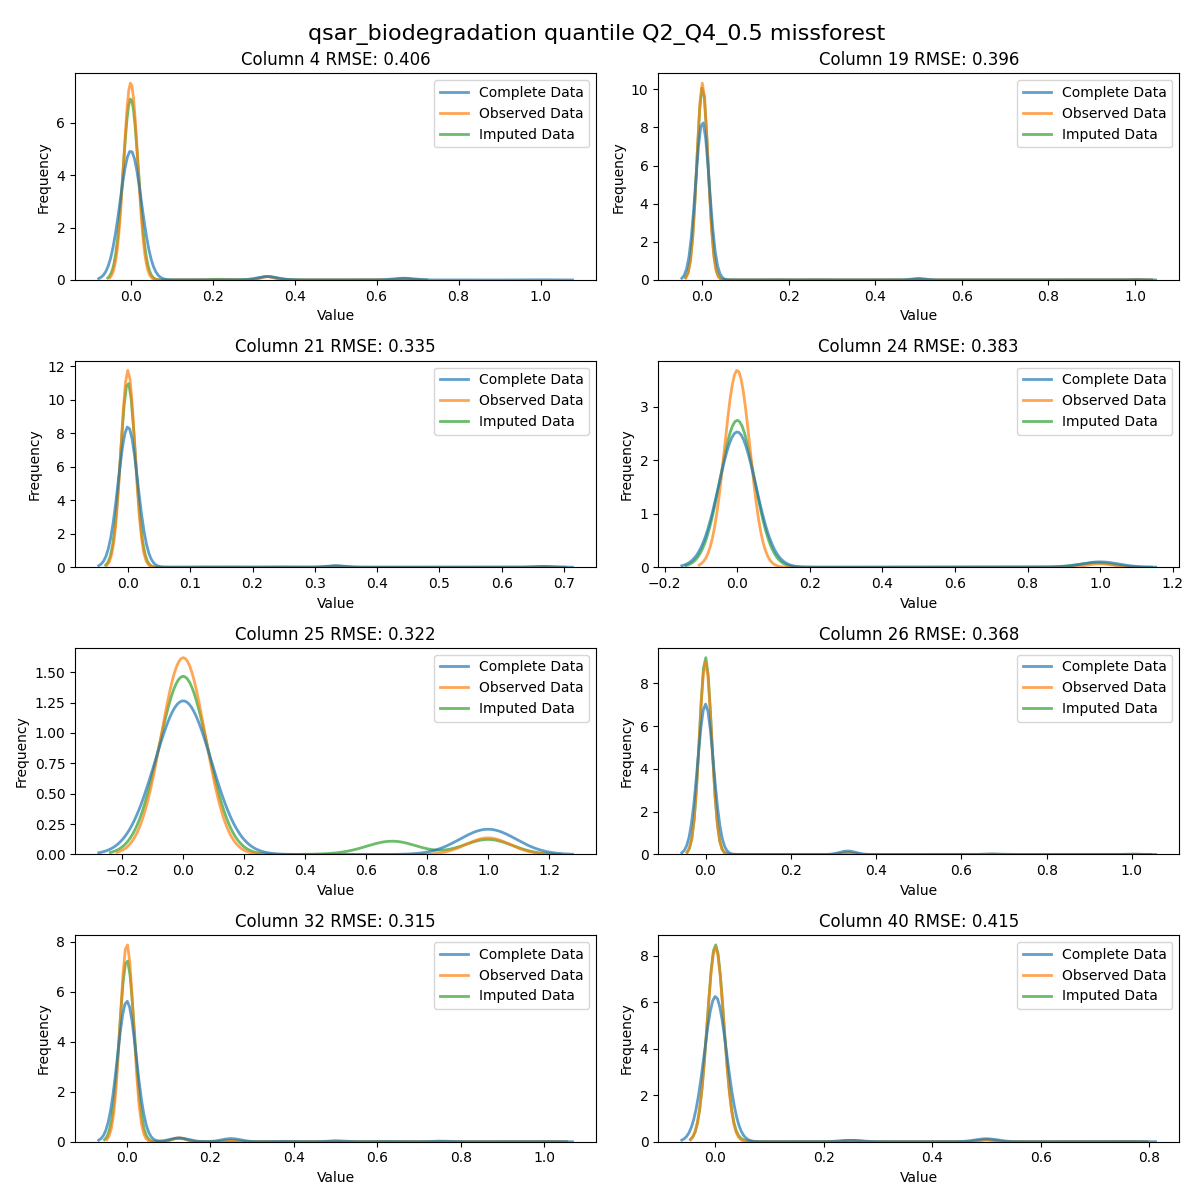 qsar_biodegradation quantile Q2_Q4_0.5 missforest
Column 4 RMSE: 0.406
Frequency
6
4
2
0
Complete Data
Observed Data
Imputed Data
0.0 0.2 0.4 0.6 0.8 1.0
Value
Column 19 RMSE: 0.396
Frequency
10
8
6
4
2
0
Complete Data
Observed Data
Imputed Data
0.0 0.2 0.4 0.6 0.8 1.0
Value
Column 21 RMSE: 0.335
Frequency
12
10
8
6
4
2
0
Complete Data
Observed Data
Imputed Data
0.0 0.1 0.2 0.3 0.4 0.5 0.6 0.7
Value
Column 24 RMSE: 0.383
Frequency
3
2
1
0
Complete Data
Observed Data
Imputed Data
−0.2 0.0 0.2 0.4 0.6 0.8 1.0 1.2
Value
Column 25 RMSE: 0.322
Frequency
1.50
1.25
1.00
0.75
0.50
0.25
0.00
Complete Data
Observed Data
Imputed Data
−0.2 0.0 0.2 0.4 0.6 0.8 1.0 1.2
Value
Column 26 RMSE: 0.368
Frequency
8
6
4
2
0
Complete Data
Observed Data
Imputed Data
0.0 0.2 0.4 0.6 0.8 1.0
Value
Column 32 RMSE: 0.315
Frequency
8
6
4
2
0
Complete Data
Observed Data
Imputed Data
0.0 0.2 0.4 0.6 0.8 1.0
Value
Column 40 RMSE: 0.415
Frequency
8
6
4
2
0
Complete Data
Observed Data
Imputed Data
0.0 0.2 0.4 0.6 0.8
Value